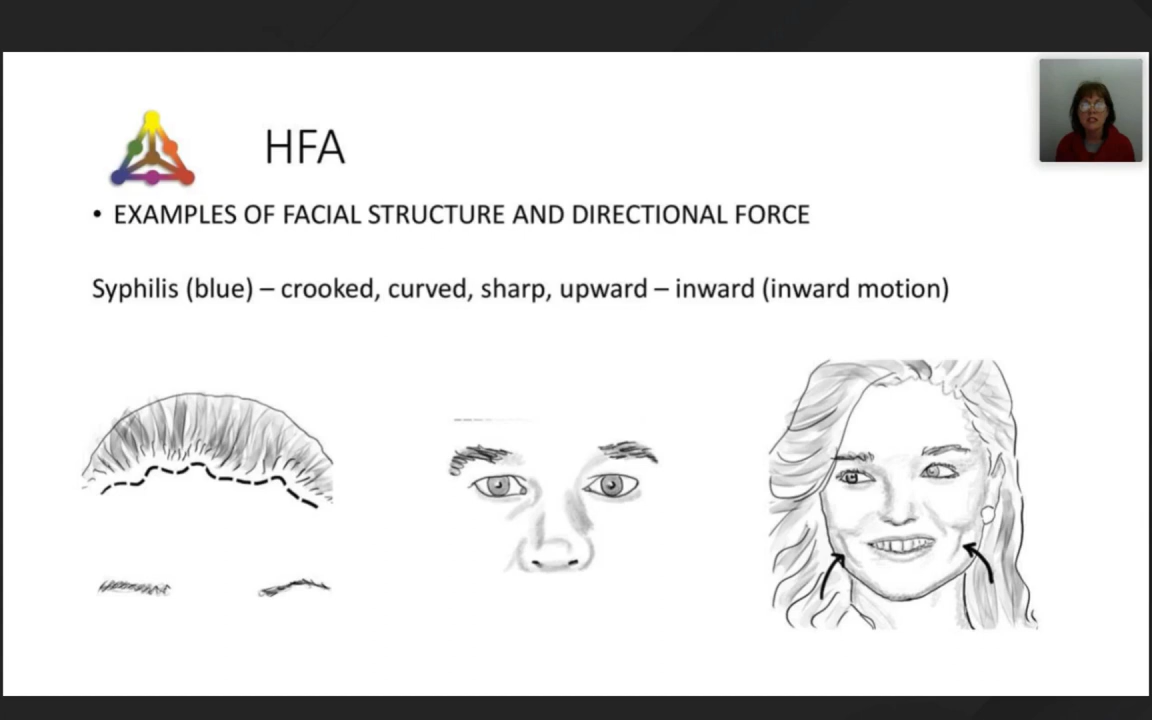 HFA
• EXAMPLES OF FACIAL STRUCTURE AND DIRECTIONAL FORCE
Syphilis (blue) – crooked, curved, sharp, upward – inward (inward motion)